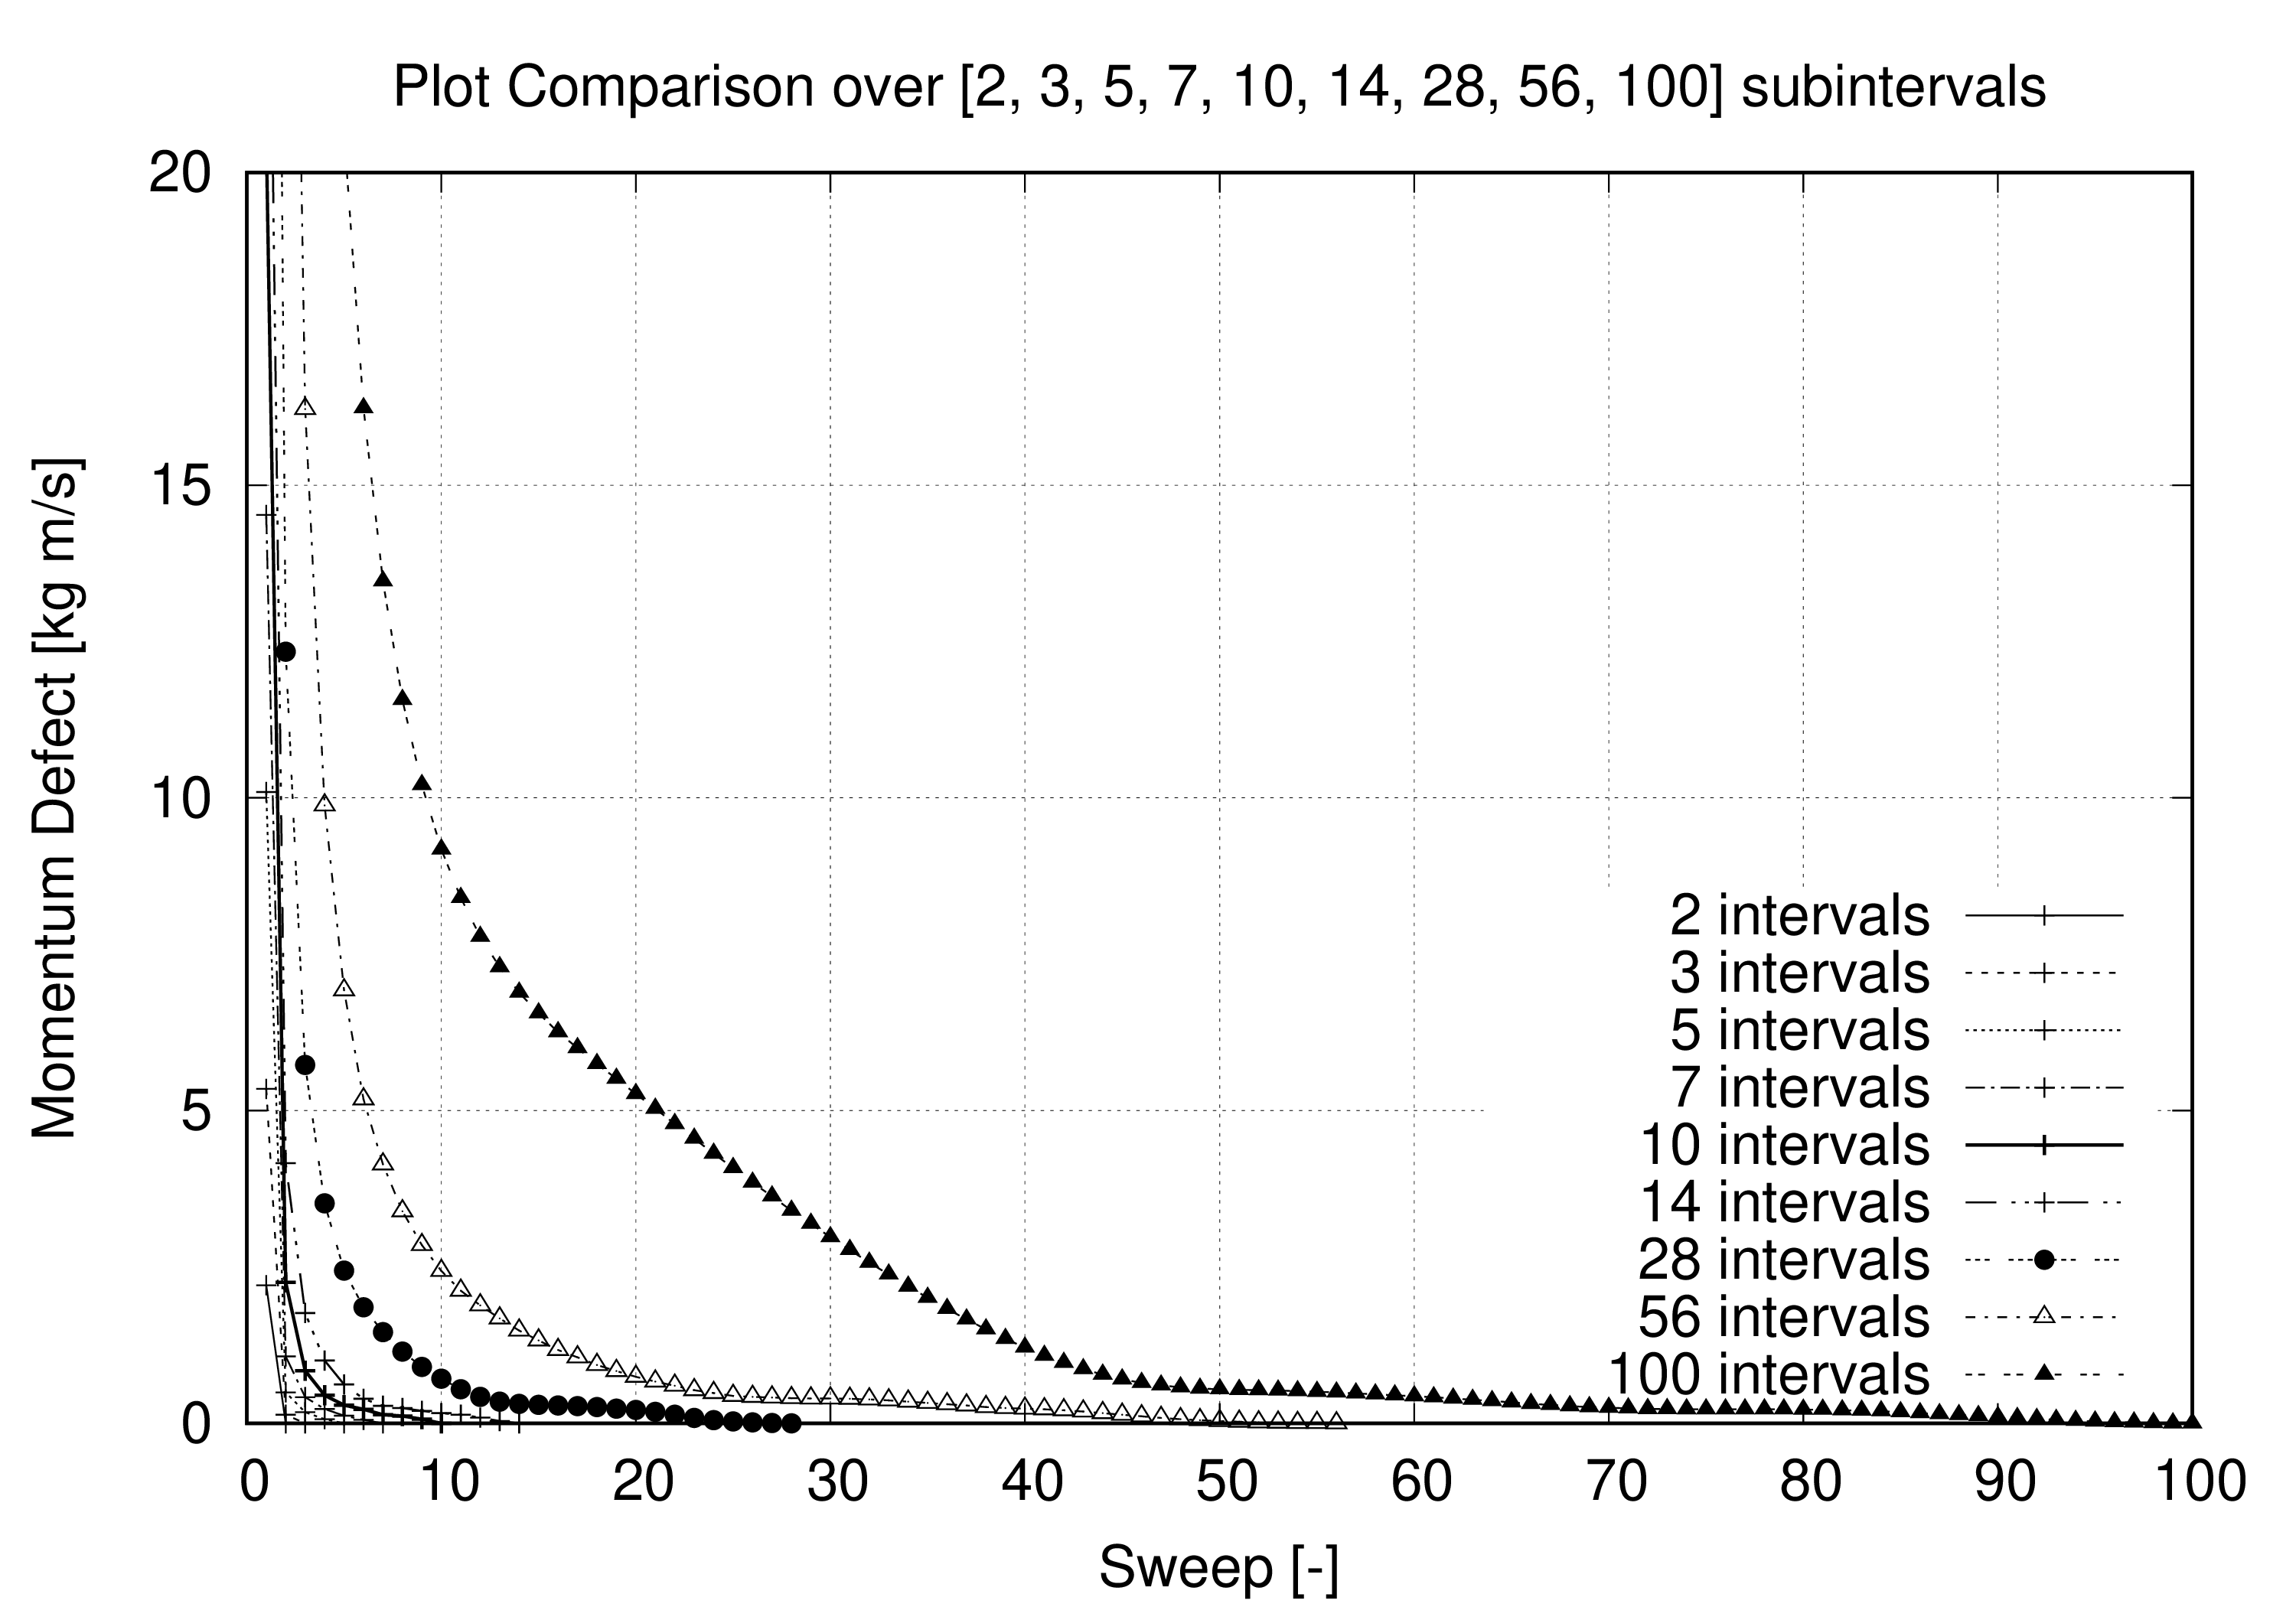 Plot Comparison over [2, 3, 5, 7, 10, 14, 28, 56, 100] subintervals
20
15
10
5
0
Momentum Defect [kg m/s]
2 intervals
3 intervals
5 intervals
7 intervals
10 intervals
14 intervals
28 intervals
56 intervals
100 intervals
0 10 20 30 40 50 60 70 80 90 100
Sweep [-]